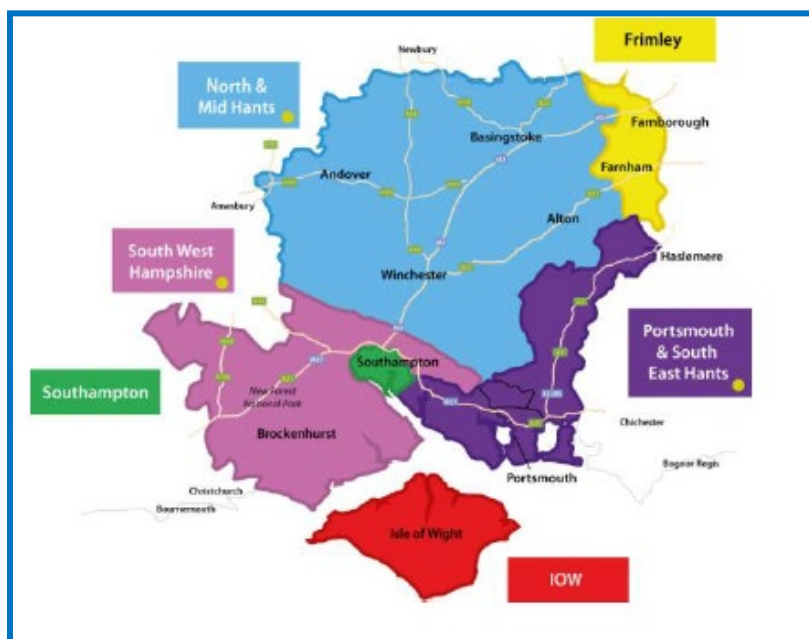 Newbury
Frimley
North &
Mid Hants
Basingstoke
Farnborough
Andover
Farnham
Amesbury
Alton
South West
Hampshire
Winchester
Haslemere
Portsmouth
& South
East Hants
Southampton
Southampton
New Forest
National Park
Brockenhurst
Chichester
Portsmouth
Bognor Regis
Christchurch
Bournemouth
Isle of Wight
IOW